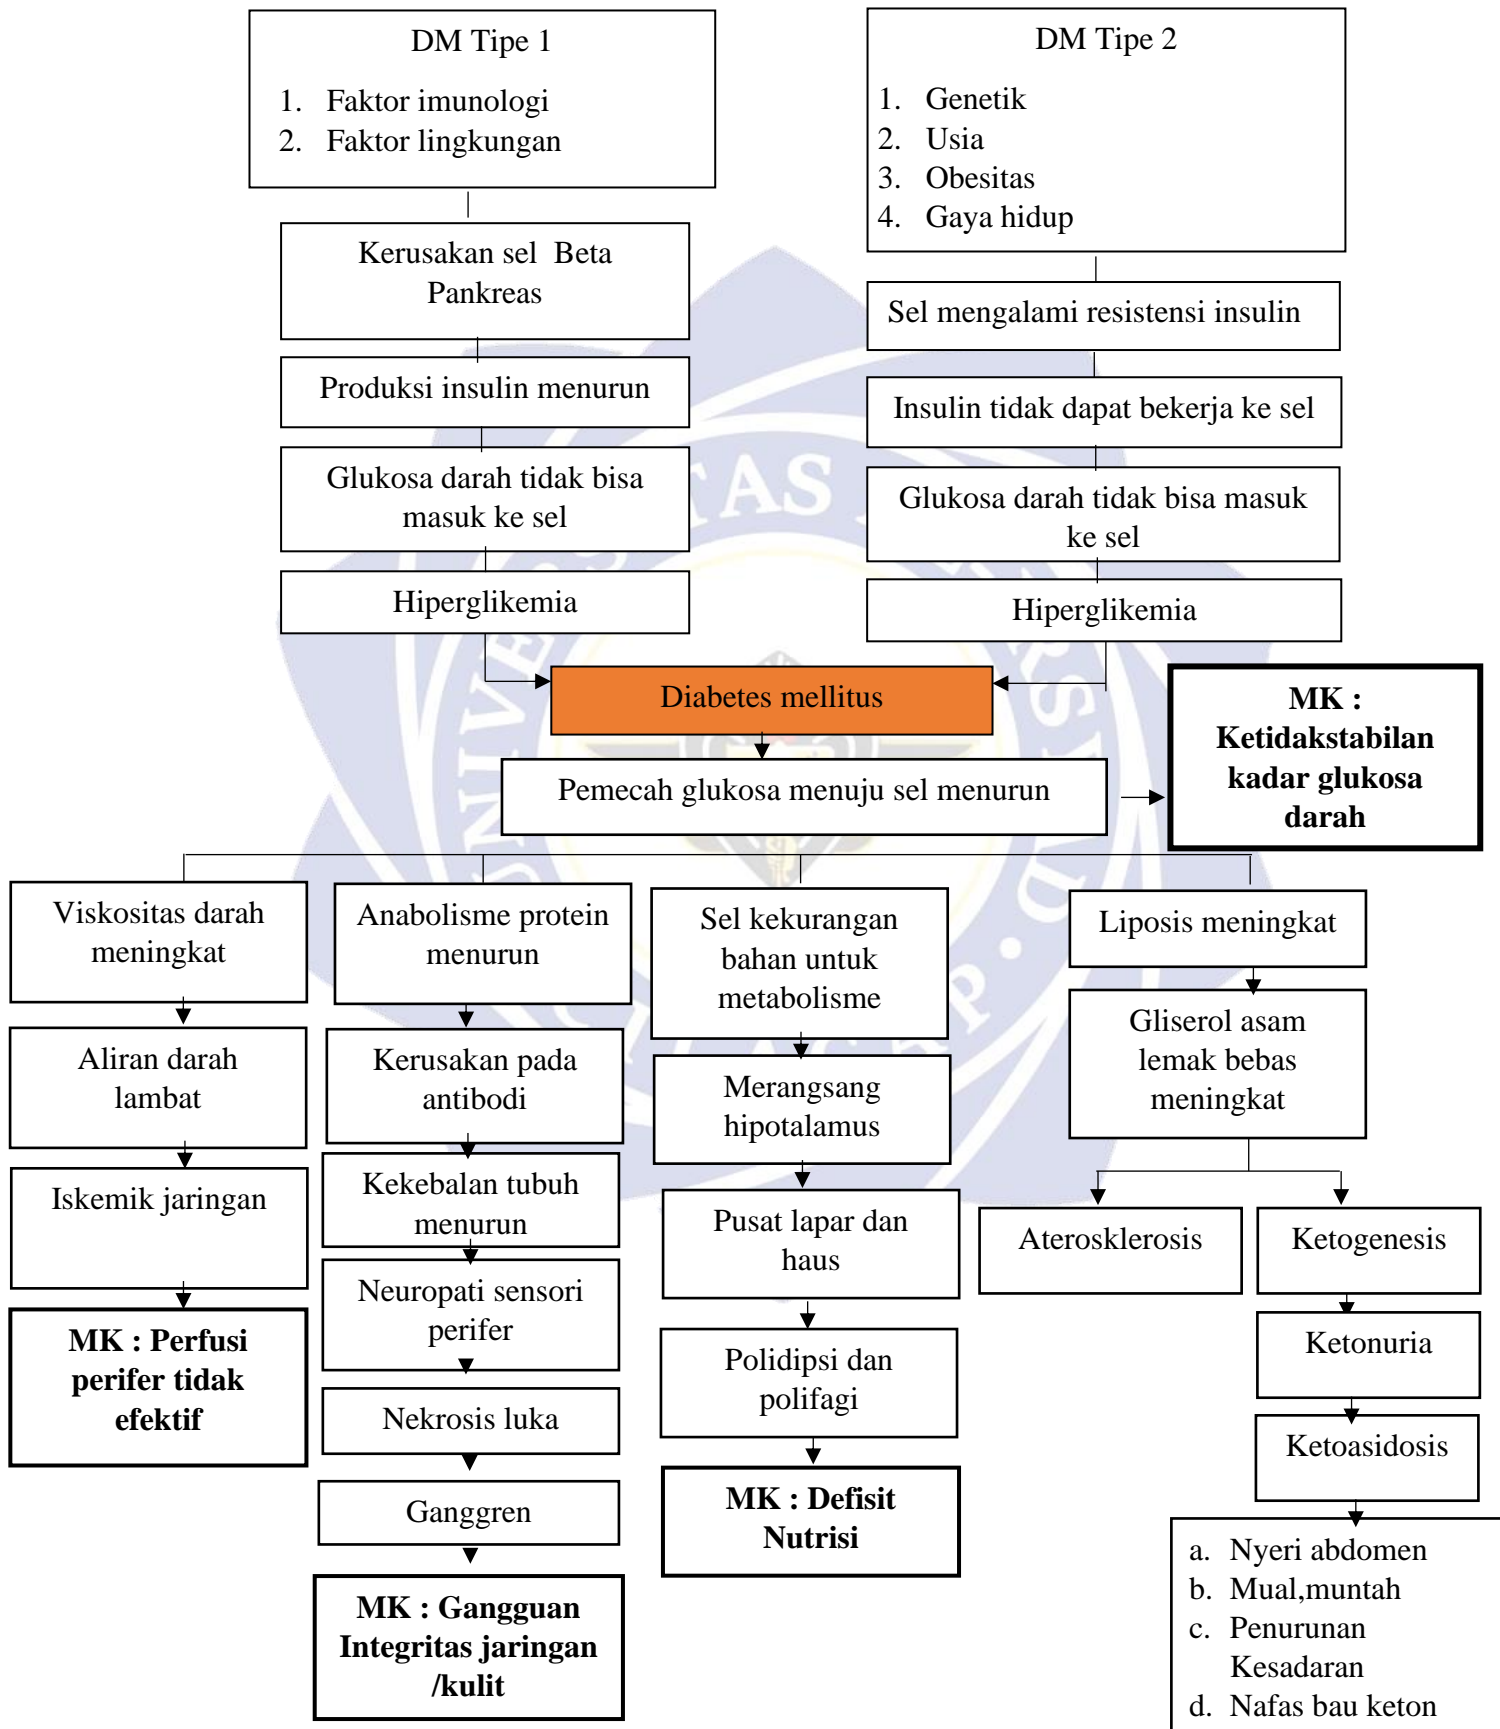 DM Tipe 1
1. Faktor imunologi
2. Faktor lingkungan
DM Tipe 2
1. Genetik
2. Usia
3. Obesitas
4. Gaya hidup
Kerusakan sel Beta
Pankreas
Sel mengalami resistensi insulin
Produksi insulin menurun
Insulin tidak dapat bekerja ke sel
Glukosa darah tidak bisa
masuk ke sel
Glukosa darah tidak bisa masuk
ke sel
Hiperglikemia
Hiperglikemia
Diabetes mellitus
MK :
Ketidakstabilan
kadar glukosa
darah
Pemecah glukosa menuju sel menurun
Viskositas darah
meningkat
Aliran darah
lambat
Iskemik jaringan
MK : Perfusi
perifer tidak
efektif
Anabolisme protein
menurun
Kerusakan pada
antibodi
Kekebalan tubuh
menurun
Neuropati sensori
perifer
Nekrosis luka
Ganggren
MK : Gangguan
Integritas jaringan
/kulit
Sel kekurangan
bahan untuk
metabolisme
Merangsang
hipotalamus
Pusat lapar dan
haus
Polidipsi dan
polifagi
MK : Defisit
Nutrisi
Liposis meningkat
Gliserol asam
lemak bebas
meningkat
Aterosklerosis
Ketogenesis
Ketonuria
Ketoasidosis
a. Nyeri abdomen
b. Mual,muntah
c. Penurunan
Kesadaran
d. Nafas bau keton